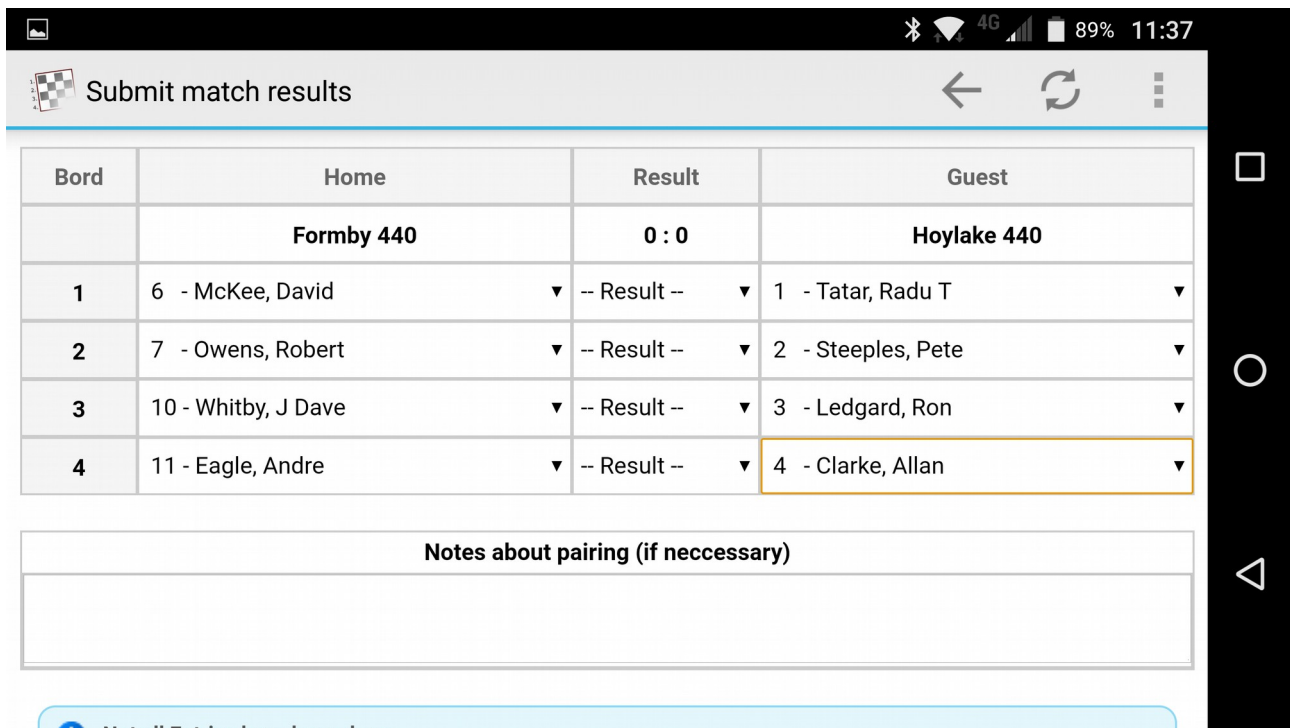 4G 89% 11:37
Submit match results
Bord Home Result Guest
Formby 440 0 : 0 Hoylake 440
1 6 - McKee, David -- Result -- 1 - Tatar, Radu T
2 7 - Owens, Robert -- Result -- 2 - Steeples, Pete
3 10 - Whitby, J Dave -- Result -- 3 - Ledgard, Ron
4 11 - Eagle, Andre -- Result -- 4 - Clarke, Allan
Notes about pairing (if neccessary)